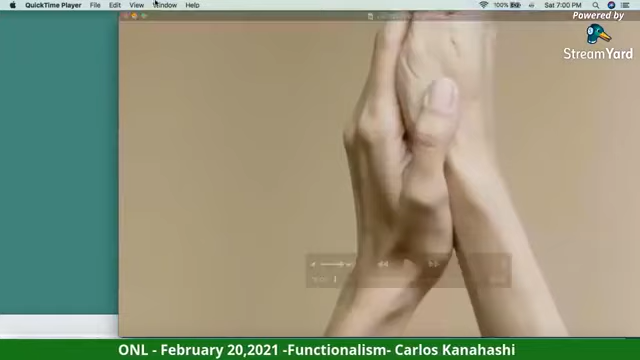 QuickTime Player File Edit View Window Help 100% Sat 7:00 PM
Powered by
StreamYard
ONL - February 20,2021 -Functionalism- Carlos Kanahashi